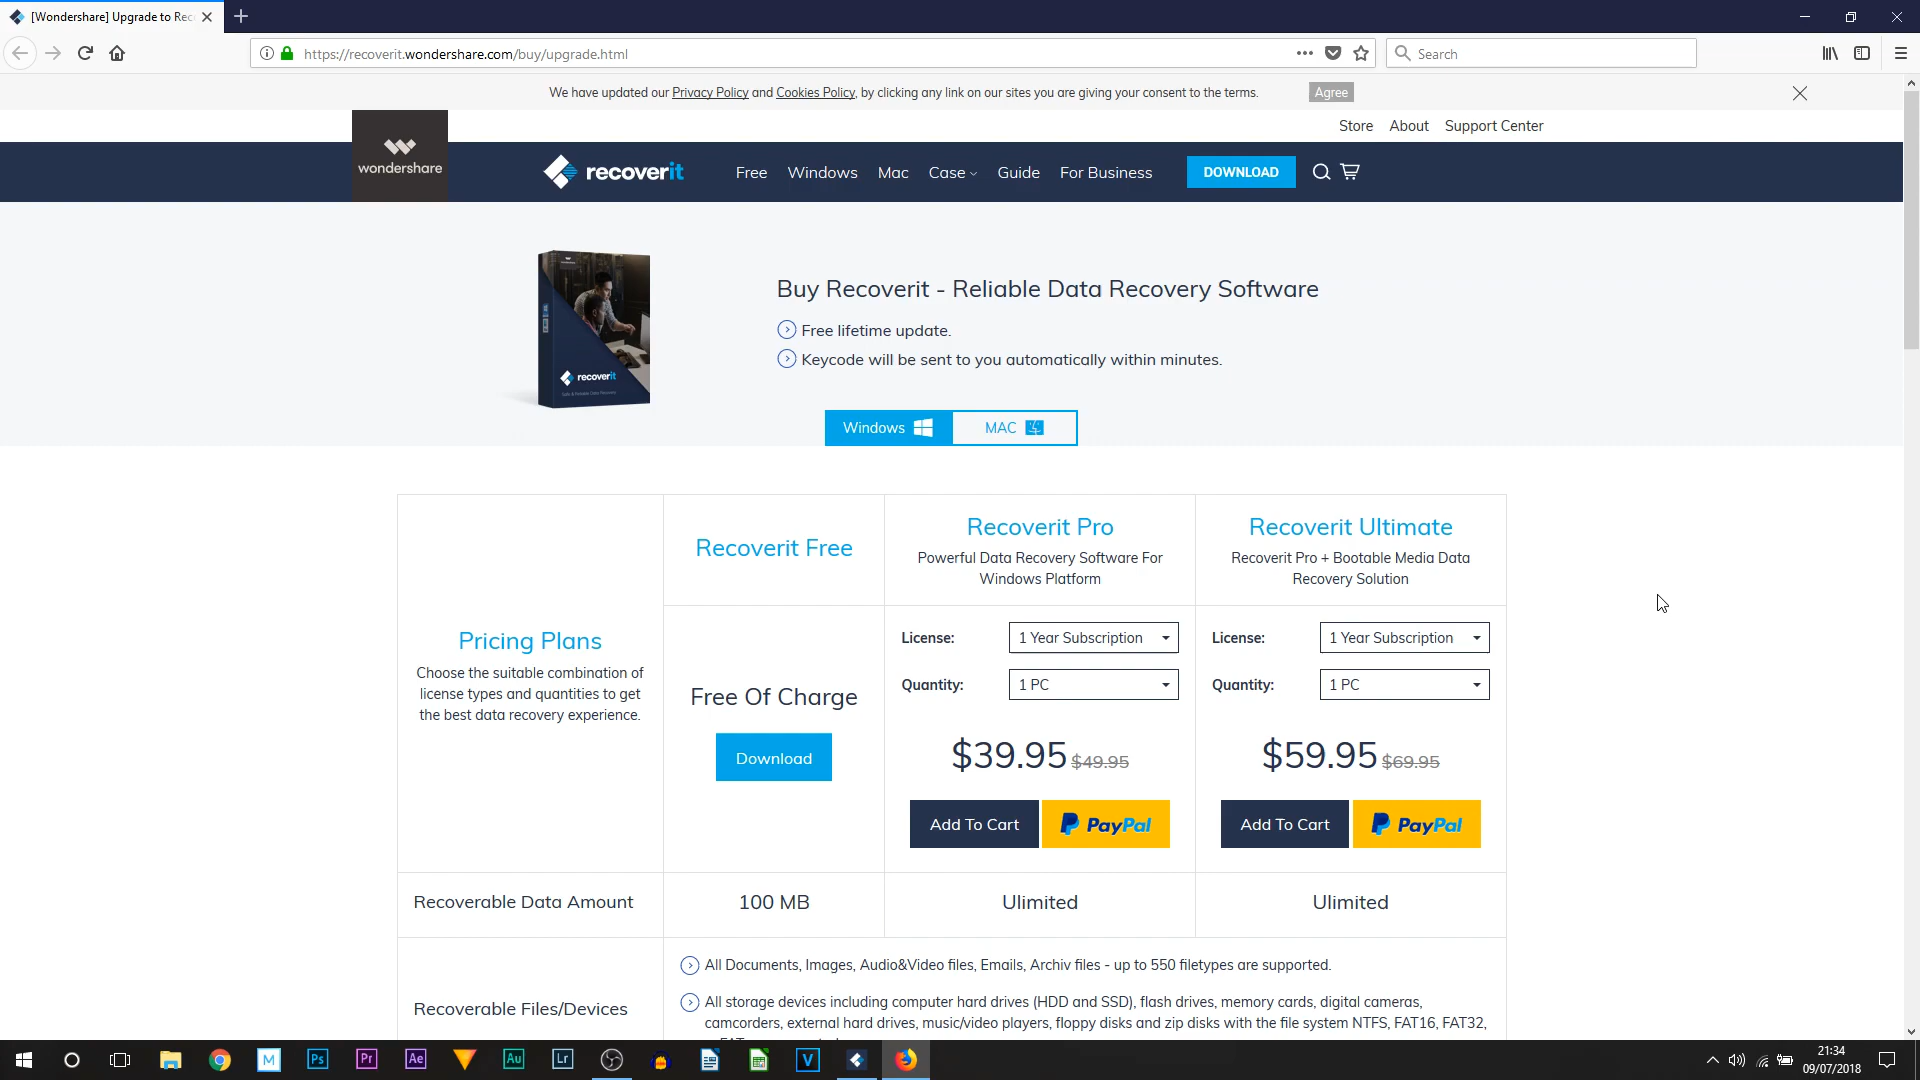 [Wondershare] Upgrade to Rec
https://recoverit.wondershare.com/buy/upgrade.html
Search
We have updated our Privacy Policy and Cookies Policy, by clicking any link on our sites you are giving your consent to the terms.
Agree
Store About Support Center
wondershare
recoverit
Free Windows Mac Case Guide For Business
DOWNLOAD
recoverit
Buy Recoverit - Reliable Data Recovery Software
Free lifetime update.
Keycode will be sent to you automatically within minutes.
Windows
MAC
Pricing Plans
Choose the suitable combination of
license types and quantities to get
the best data recovery experience.
Recoverit Free
Free Of Charge
Download
Recoverit Pro
Powerful Data Recovery Software For
Windows Platform
License: 1 Year Subscription
Quantity: 1 PC
$39.95 $49.95
Add To Cart PayPal
Recoverit Ultimate
Recoverit Pro + Bootable Media Data
Recovery Solution
License: 1 Year Subscription
Quantity: 1 PC
$59.95 $69.95
Add To Cart PayPal
Recoverable Data Amount 100 MB Ulimited Ulimited
Recoverable Files/Devices
All Documents, Images, Audio&Video files, Emails, Archiv files - up to 550 filetypes are supported.
All storage devices including computer hard drives (HDD and SSD), flash drives, memory cards, digital cameras,
camcorders, external hard drives, music/video players, floppy disks and zip disks with the file system NTFS, FAT16, FAT32,
M Ps Pr Ae Au Lr V
21:34
09/07/2018